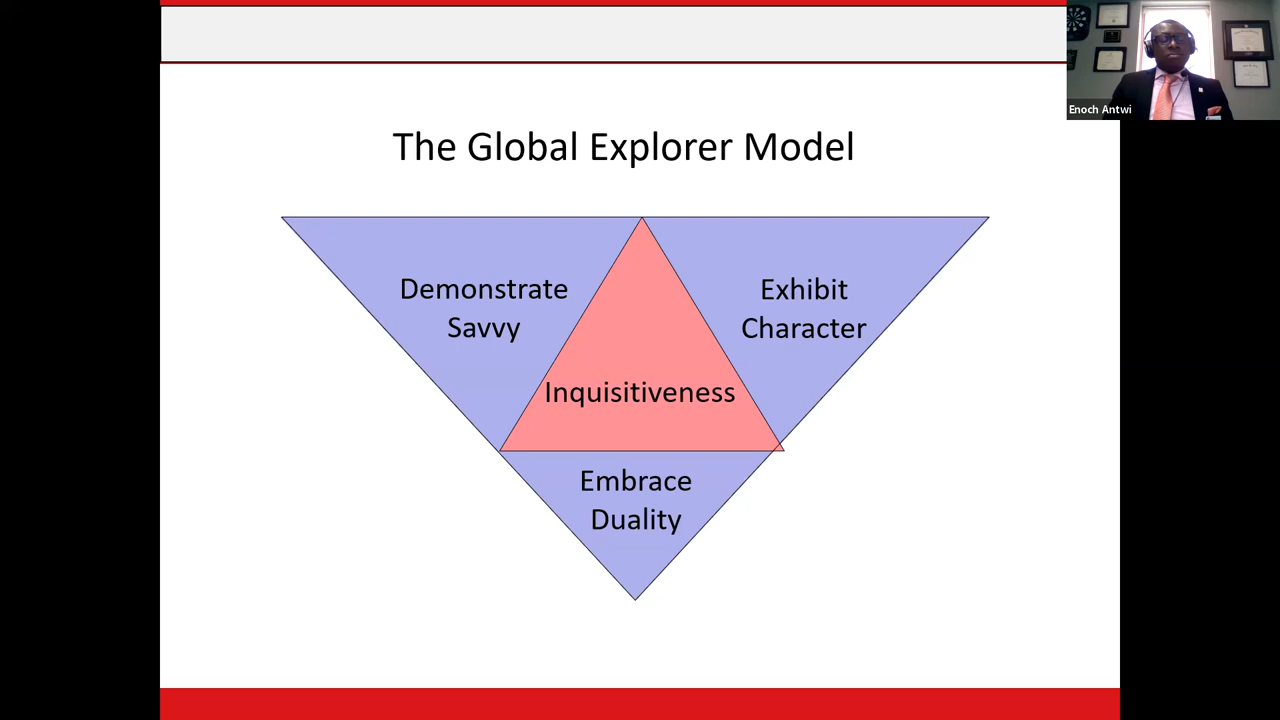 Enoch Antwi
The Global Explorer Model
Demonstrate
Savvy
Exhibit
Character
Inquisitiveness
Embrace
Duality